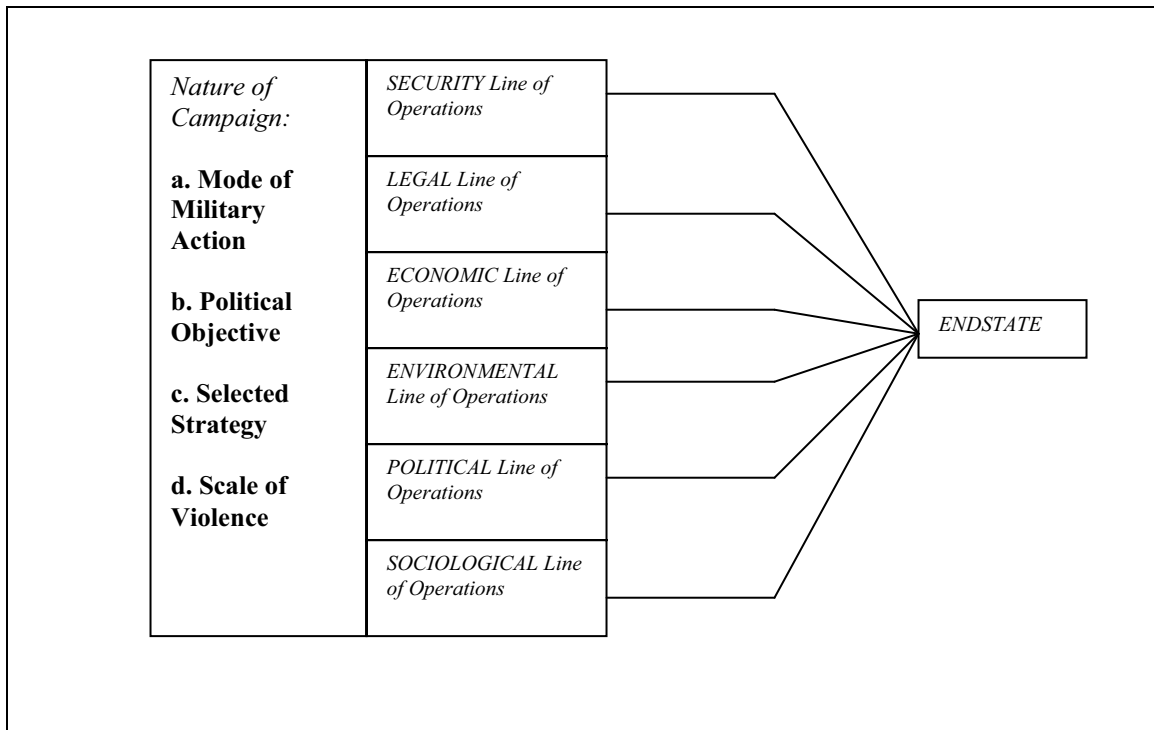 Nature of
Campaign:
a. Mode of
Military
Action
b. Political
Objective
c. Selected
Strategy
d. Scale of
Violence
SECURITY Line of
Operations
LEGAL Line of
Operations
ECONOMIC Line of
Operations
ENVIRONMENTAL
Line of Operations
POLITICAL Line of
Operations
SOCIOLOGICAL Line
of Operations
ENDSTATE